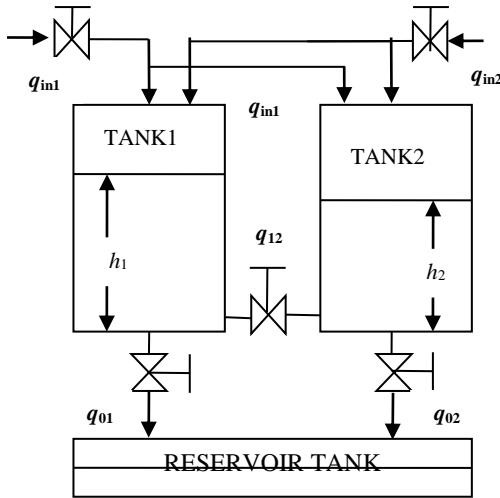 q_in1
q_in2
q_in1
TANK1
TANK2
q_12
h_1
h_2
q_01
q_02
RESERVOIR TANK